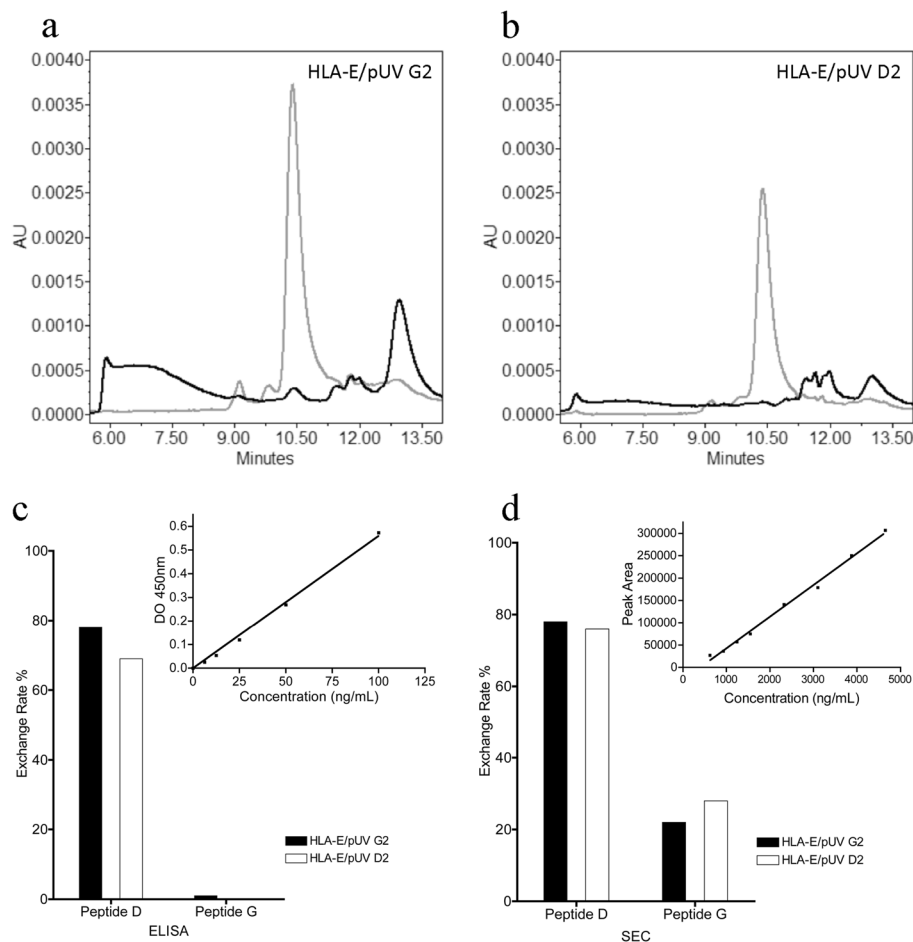 a
HLA-E/pUV G2
0.0040
0.0035
0.0030
0.0025
0.0020
0.0015
0.0010
0.0005
0.0000
AU
6.00 7.50 9.00 10.50 12.00 13.50
Minutes
b
HLA-E/pUV D2
0.0040
0.0035
0.0030
0.0025
0.0020
0.0015
0.0010
0.0005
0.0000
AU
6.00 7.50 9.00 10.50 12.00 13.50
Minutes
c
100
80
60
40
20
0
Exchange Rate %
0.6
0.5
0.4
0.3
0.2
0.1
0.0
DO 450nm
0 25 50 75 100 125
Concentration (ng/mL)
HLA-E/pUV G2
HLA-E/pUV D2
Peptide D Peptide G
ELISA
d
100
80
60
40
20
0
Exchange Rate %
300000
250000
200000
150000
100000
50000
0
Peak Area
0 1000 2000 3000 4000 5000
Concentration (ng/mL)
HLA-E/pUV G2
HLA-E/pUV D2
Peptide D Peptide G
SEC